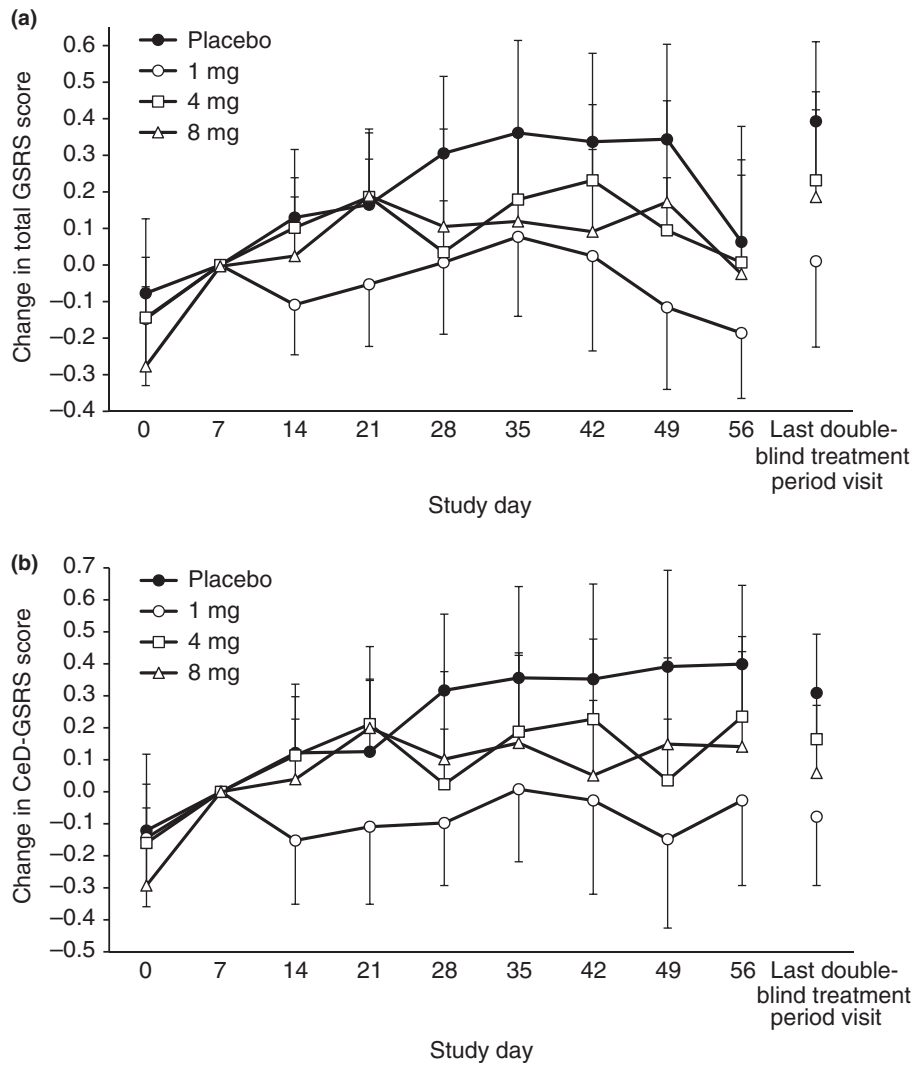 (a)
Placebo
1 mg
4 mg
8 mg
Change in total GSRS score
0.6
0.5
0.4
0.3
0.2
0.1
0.0
–0.1
–0.2
–0.3
–0.4
0 7 14 21 28 35 42 49 56 Last double-
blind treatment
period visit
Study day
(b)
Placebo
1 mg
4 mg
8 mg
Change in CeD-GSRS score
0.7
0.6
0.5
0.4
0.3
0.2
0.1
0.0
–0.1
–0.2
–0.3
–0.4
–0.5
0 7 14 21 28 35 42 49 56 Last double-
blind treatment
period visit
Study day